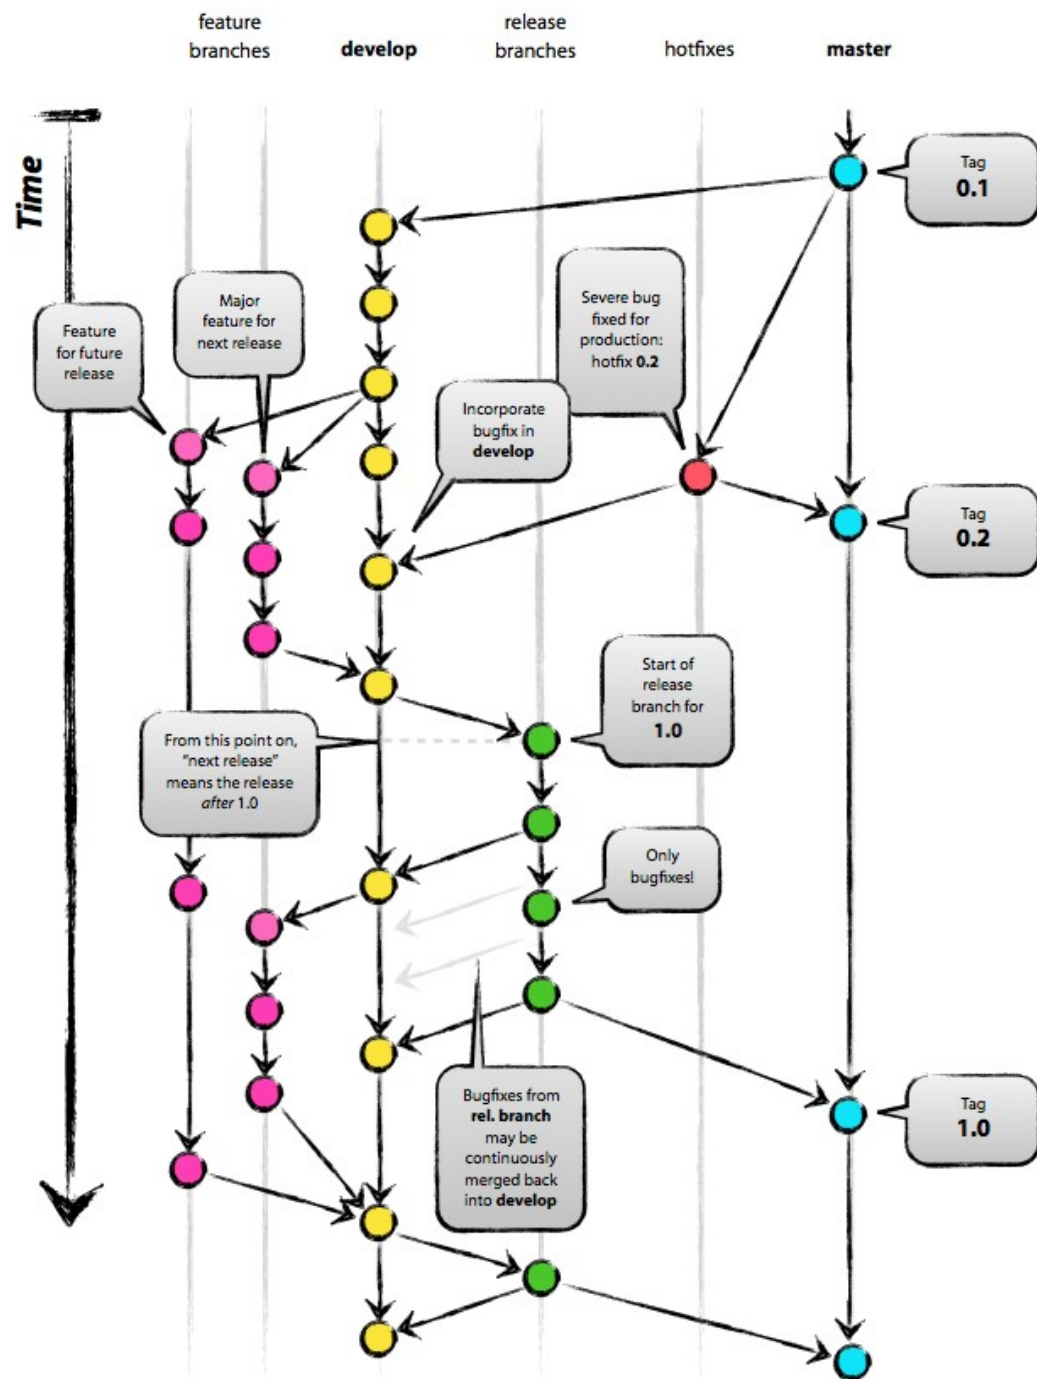 feature
branches
develop
release
branches
hotfixes
master
Time
Tag
0.1
Major
feature for
next release
Severe bug
fixed for
production:
hotfix 0.2
Feature
for future
release
Incorporate
bugfix in
develop
Tag
0.2
Start of
release
branch for
1.0
From this point on,
“next release”
means the release
after 1.0
Only
bugfixes!
Bugfixes from
rel. branch
may be
continuously
merged back
into develop
Tag
1.0